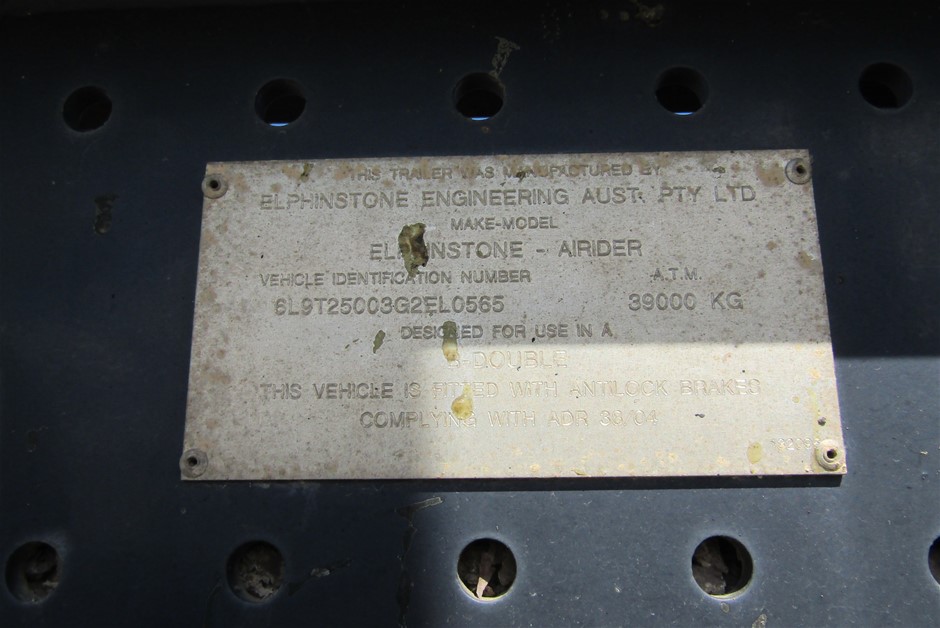 THIS TRAILER WAS MANUFACTURED BY
ELPHINSTONE ENGINEERING AUST. PTY LTD
MAKE-MODEL
ELPHINSTONE - AIRIDER
VEHICLE IDENTIFICATION NUMBER A.T.M.
6L9T25003G2EL0565 39000 KG
DESIGNED FOR USE IN A
B-DOUBLE
THIS VEHICLE IS FITTED WITH ANTILOCK BRAKES
COMPLYING WITH ADR 38/04